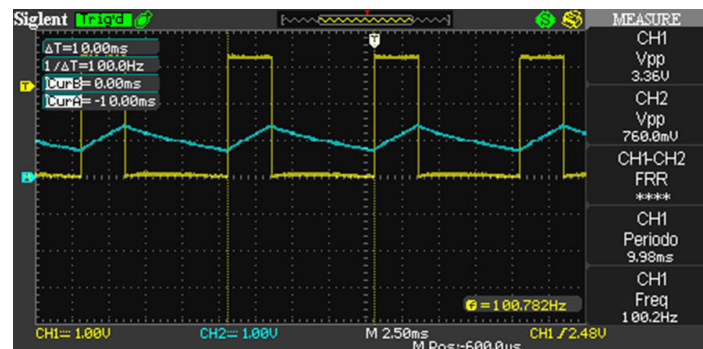 Siglent Trig'd MEASURE
ΔT=10.00ms
1/ΔT=100.0Hz
CurB= 0.00ms
CurA=-10.00ms
CH1
Vpp
3.36V
CH2
Vpp
760.0mV
CH1-CH2
FRR
****
CH1
Periodo
9.98ms
CH1
Freq
100.2Hz
T
T
S
F=100.782Hz
CH1 1.00V CH2 1.00V M 2.50ms CH1 2.48V
M Pos:-600.0us